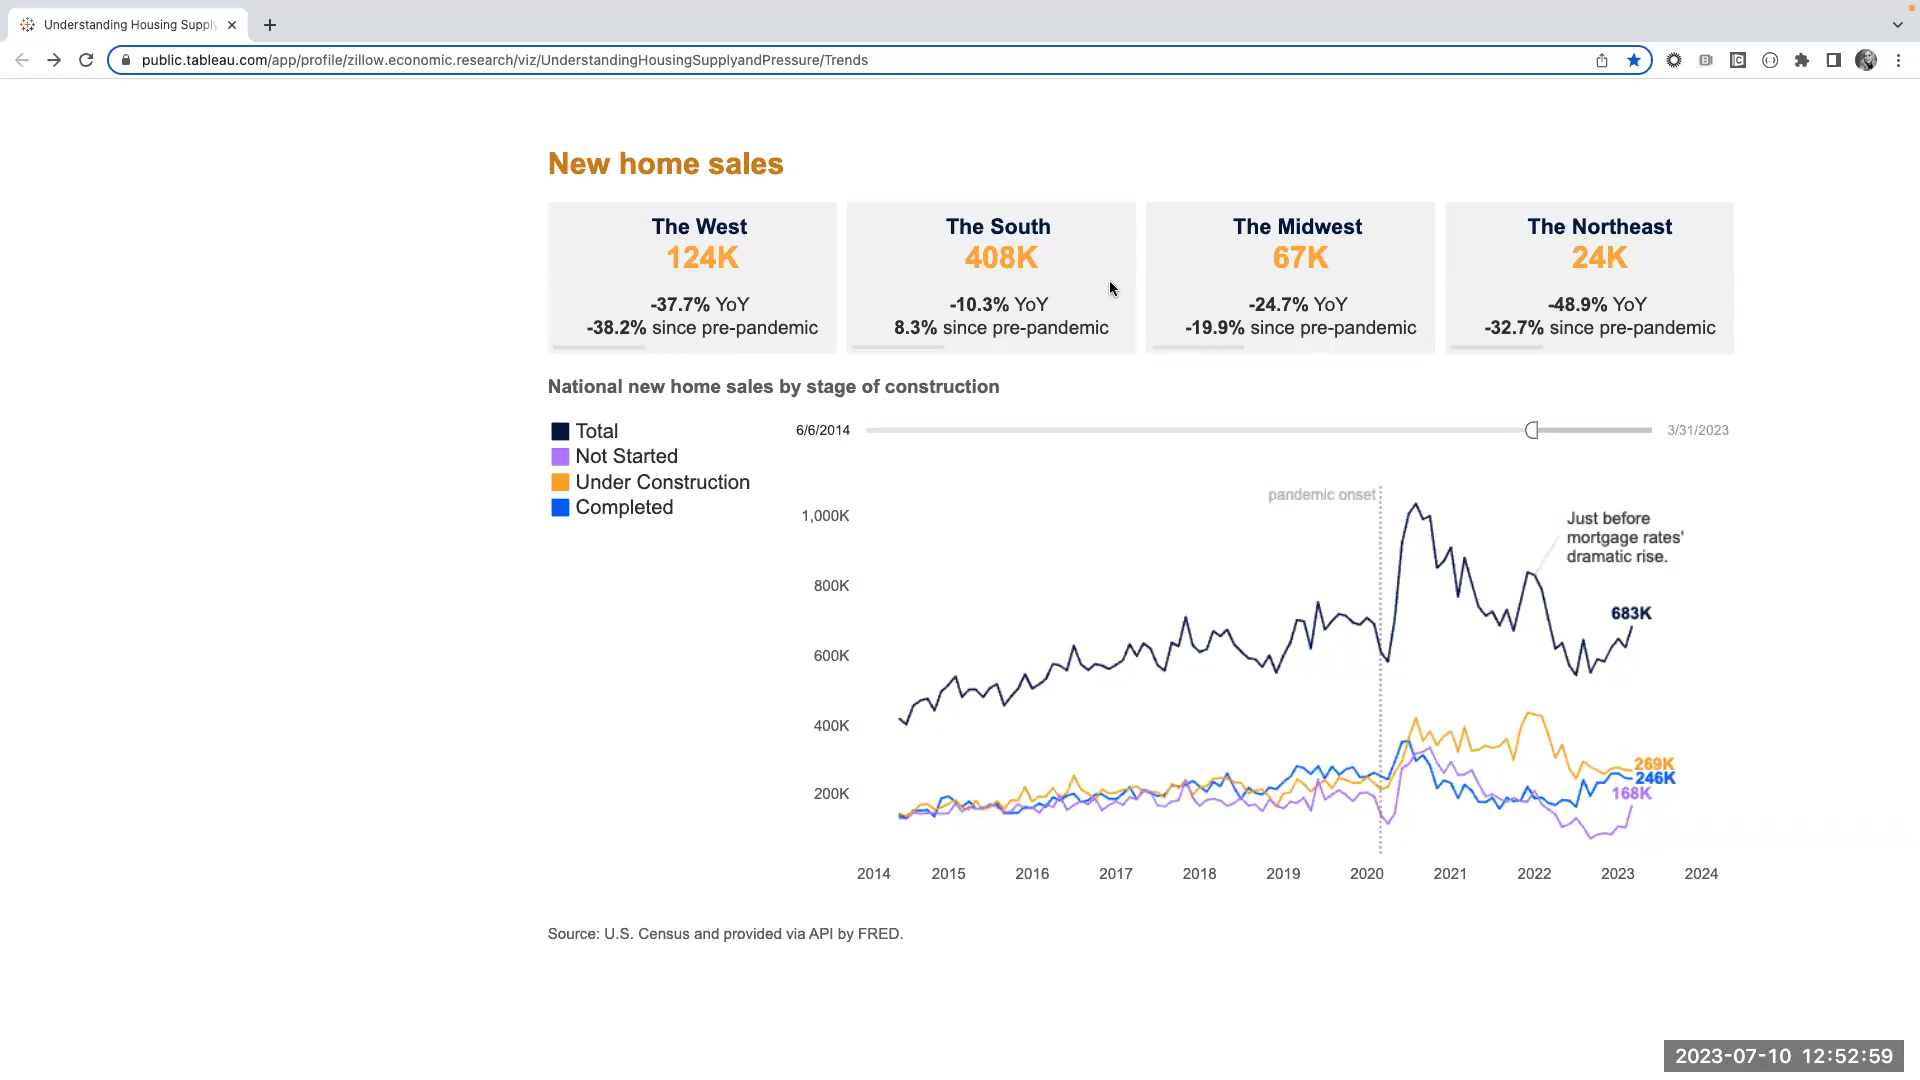 Understanding Housing Suppl
public.tableau.com/app/profile/zillow.economic.research/viz/UnderstandingHousingSupplyandPressure/Trends
New home sales
The West
124K
-37.7% YoY
-38.2% since pre-pandemic
The South
408K
-10.3% YoY
8.3% since pre-pandemic
The Midwest
67K
-24.7% YoY
-19.9% since pre-pandemic
The Northeast
24K
-48.9% YoY
-32.7% since pre-pandemic
National new home sales by stage of construction
Total
Not Started
Under Construction
Completed
6/6/2014
3/31/2023
pandemic onset
Just before
mortgage rates'
dramatic rise.
1,000K
800K
600K
400K
200K
683K
269K
246K
168K
2014 2015 2016 2017 2018 2019 2020 2021 2022 2023 2024
Source: U.S. Census and provided via API by FRED.
2023-07-10 12:52:59